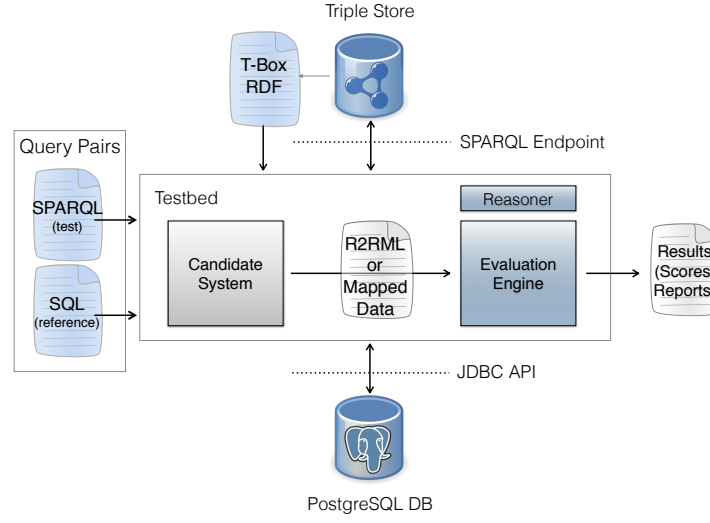 Triple Store
T-Box
RDF
SPARQL Endpoint
Query Pairs
SPARQL
(test)
SQL
(reference)
Testbed
Candidate
System
R2RML
or
Mapped
Data
Reasoner
Evaluation
Engine
Results
(Scores
Reports)
JDBC API
PostgreSQL DB